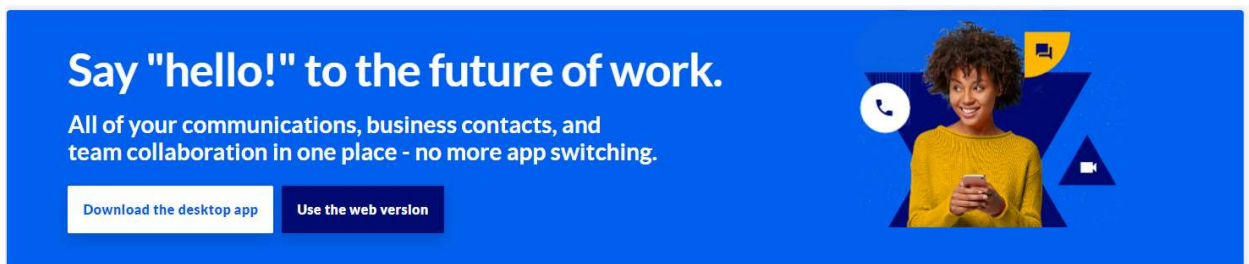 Say "hello!" to the future of work.
All of your communications, business contacts, and
team collaboration in one place - no more app switching.
Download the desktop app
Use the web version